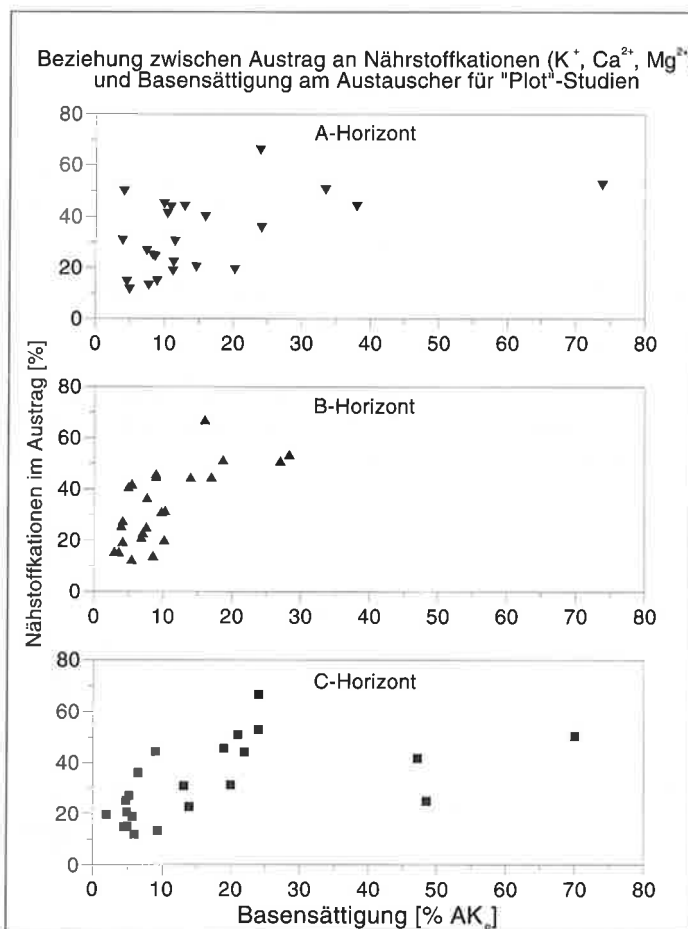 Beziehung zwischen Austrag an Nährstoffkationen (K⁺, Ca²⁺, Mg²⁺)
und Basensättigung am Austauscher für "Plot"-Studien
Nähstoffkationen im Austrag [%]
A-Horizont
80
60
40
20
0
0 10 20 30 40 50 60 70 80
B-Horizont
80
60
40
20
0
0 10 20 30 40 50 60 70 80
C-Horizont
80
60
40
20
0
0 10 20 30 40 50 60 70 80
Basensättigung [% AKₑ]